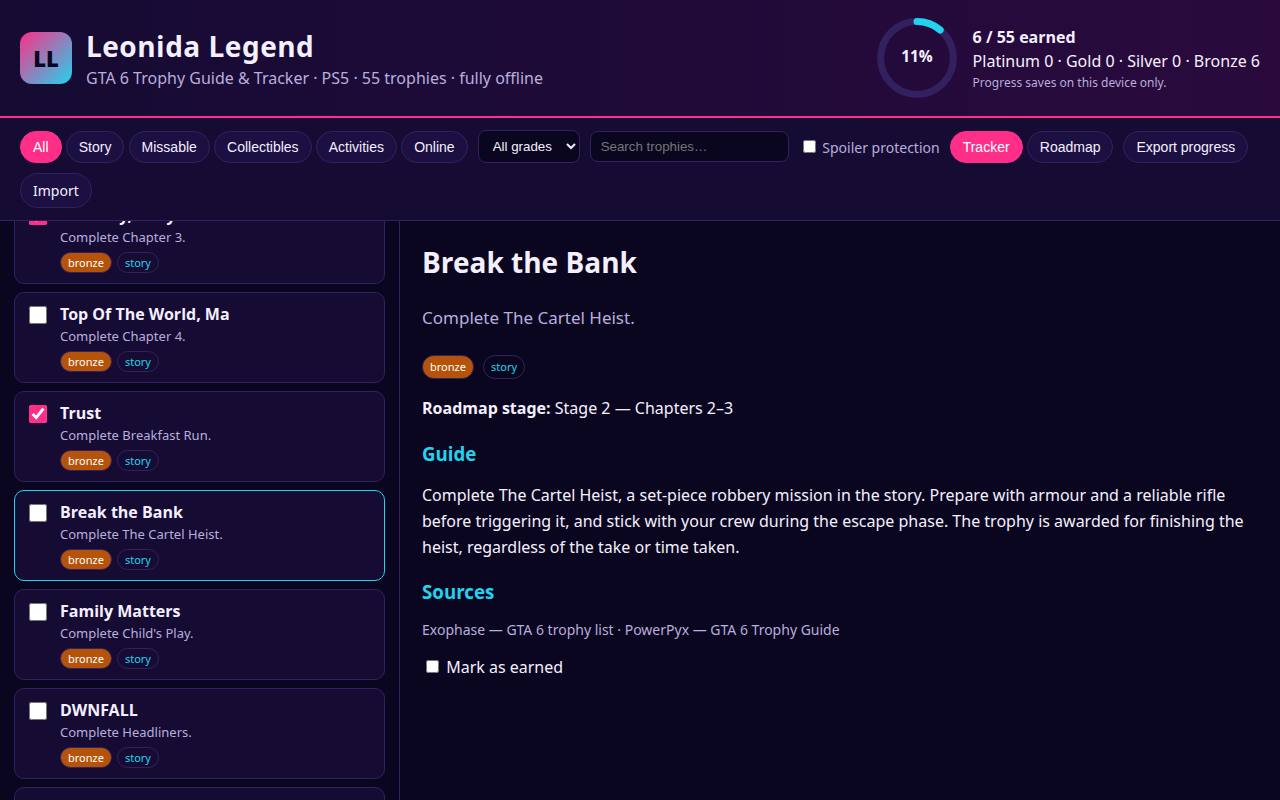 LL
Leonida Legend
GTA 6 Trophy Guide & Tracker · PS5 · 55 trophies · fully offline
11%
6 / 55 earned
Platinum 0 · Gold 0 · Silver 0 · Bronze 6
Progress saves on this device only.
All
Story
Missable
Collectibles
Activities
Online
All grades
Search trophies…
Spoiler protection
Tracker
Roadmap
Export progress
Import
Complete Chapter 3.
bronze
story
Top Of The World, Ma
Complete Chapter 4.
bronze
story
Trust
Complete Breakfast Run.
bronze
story
Break the Bank
Complete The Cartel Heist.
bronze
story
Family Matters
Complete Child's Play.
bronze
story
DWNFALL
Complete Headliners.
bronze
story
Break the Bank
Complete The Cartel Heist.
bronze
story
Roadmap stage: Stage 2 — Chapters 2–3
Guide
Complete The Cartel Heist, a set-piece robbery mission in the story. Prepare with armour and a reliable rifle
before triggering it, and stick with your crew during the escape phase. The trophy is awarded for finishing the
heist, regardless of the take or time taken.
Sources
Exophase — GTA 6 trophy list · PowerPyx — GTA 6 Trophy Guide
Mark as earned